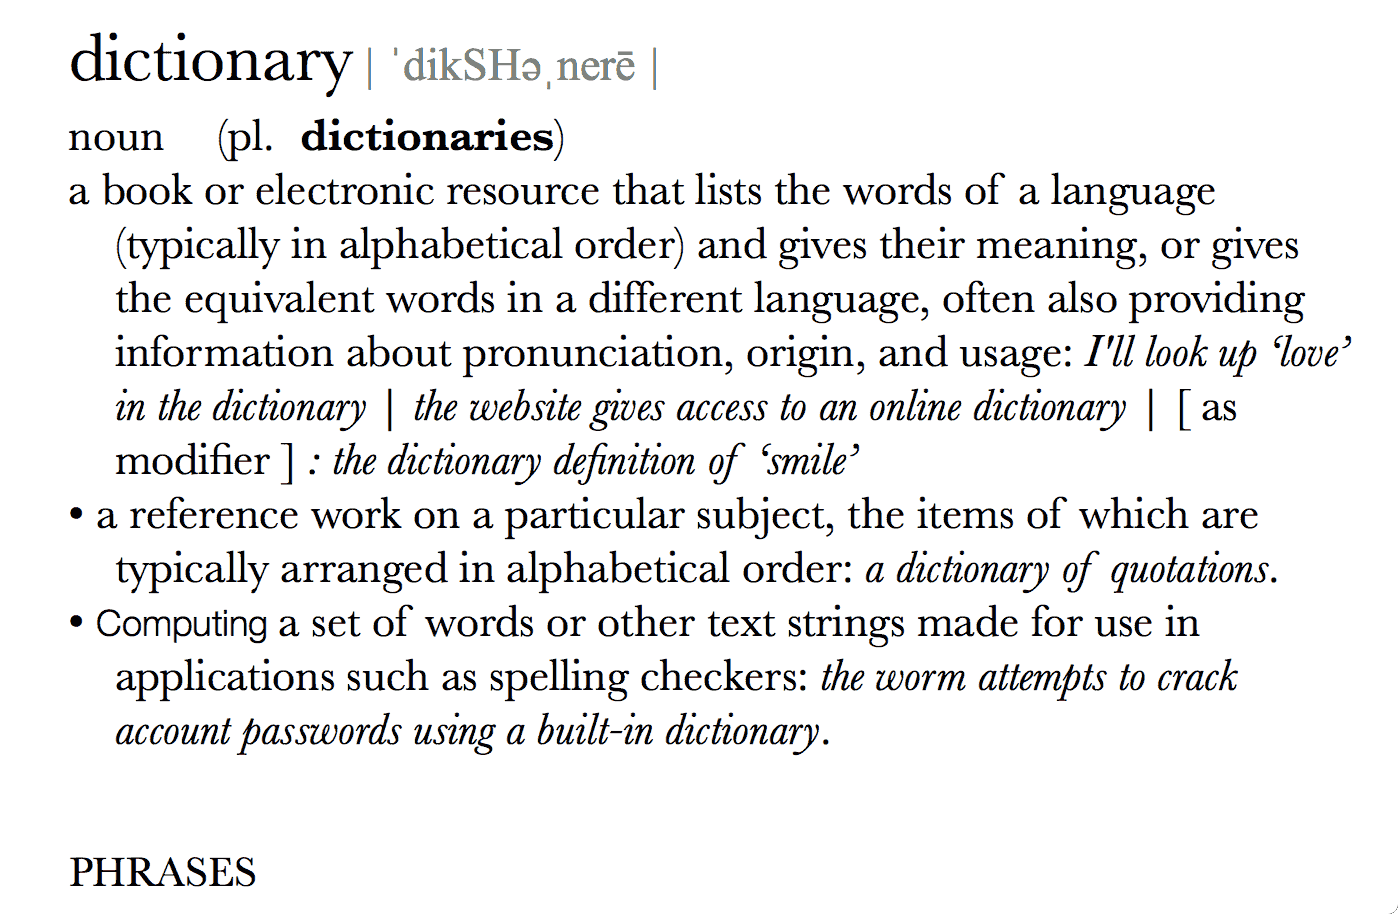 dictionary | ˈdikSHəˌnerē |
noun (pl. dictionaries)
a book or electronic resource that lists the words of a language
(typically in alphabetical order) and gives their meaning, or gives
the equivalent words in a different language, often also providing
information about pronunciation, origin, and usage: I'll look up ‘love’
in the dictionary | the website gives access to an online dictionary | [ as
modifier ] : the dictionary definition of ‘smile’
• a reference work on a particular subject, the items of which are
typically arranged in alphabetical order: a dictionary of quotations.
• Computing a set of words or other text strings made for use in
applications such as spelling checkers: the worm attempts to crack
account passwords using a built-in dictionary.
PHRASES